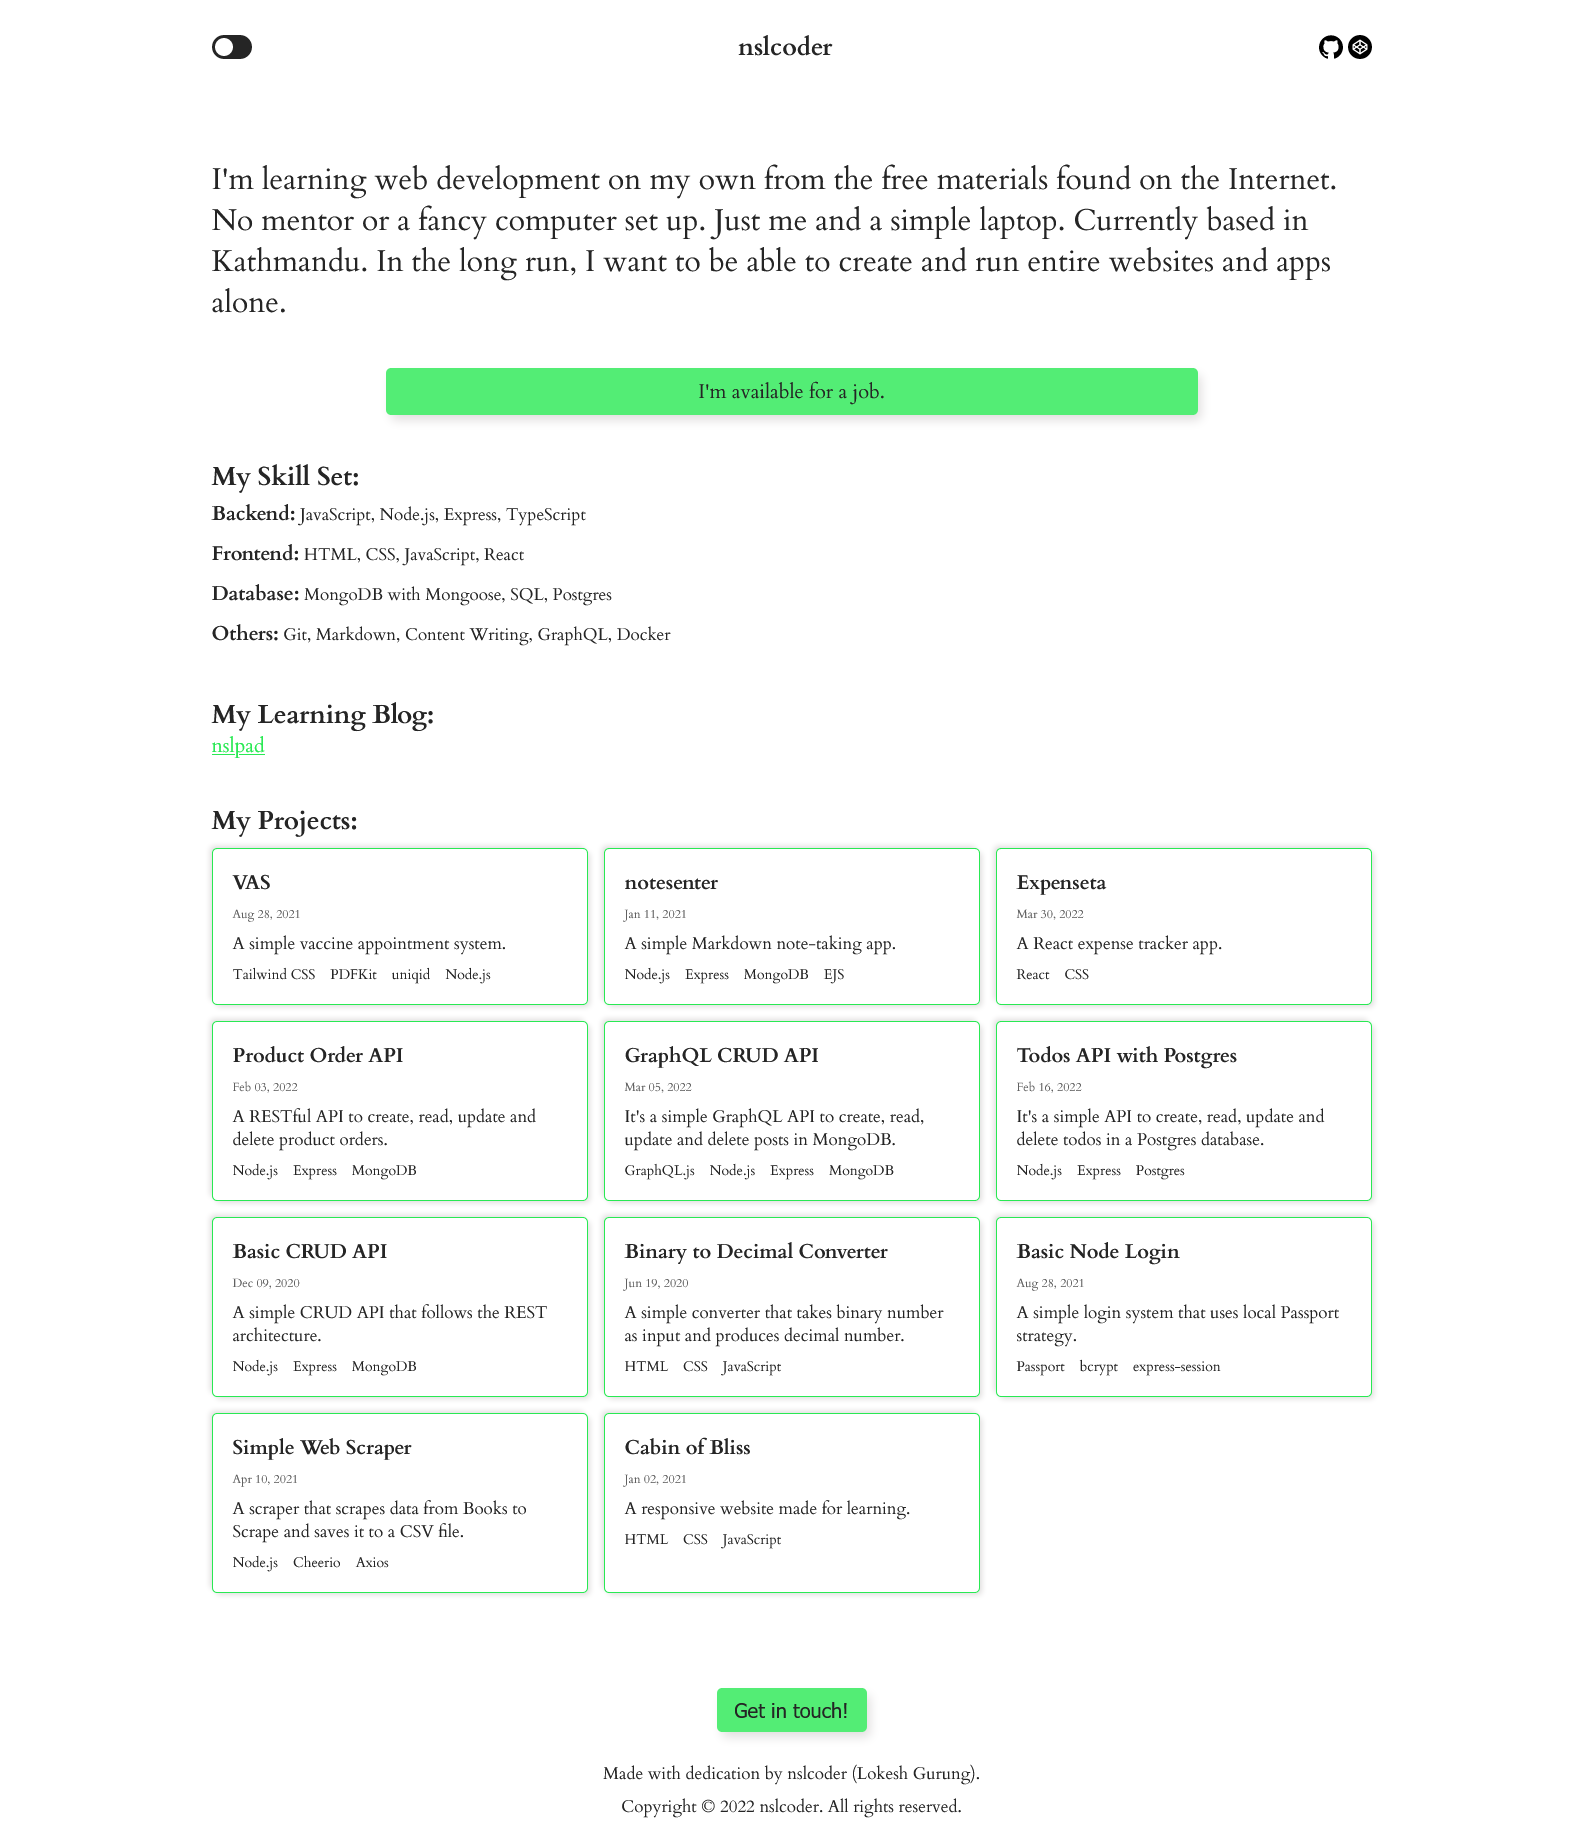 nslcoder
I'm learning web development on my own from the free materials found on the Internet.
No mentor or a fancy computer set up. Just me and a simple laptop. Currently based in
Kathmandu. In the long run, I want to be able to create and run entire websites and apps
alone.
I'm available for a job.
My Skill Set:
Backend: JavaScript, Node.js, Express, TypeScript
Frontend: HTML, CSS, JavaScript, React
Database: MongoDB with Mongoose, SQL, Postgres
Others: Git, Markdown, Content Writing, GraphQL, Docker
My Learning Blog:
nslpad
My Projects:
VAS
Aug 28, 2021
A simple vaccine appointment system.
Tailwind CSS PDFKit uniqid Node.js
notesenter
Jan 11, 2021
A simple Markdown note-taking app.
Node.js Express MongoDB EJS
Expenseta
Mar 30, 2022
A React expense tracker app.
React CSS
Product Order API
Feb 03, 2022
A RESTful API to create, read, update and
delete product orders.
Node.js Express MongoDB
GraphQL CRUD API
Mar 05, 2022
It's a simple GraphQL API to create, read,
update and delete posts in MongoDB.
GraphQL.js Node.js Express MongoDB
Todos API with Postgres
Feb 16, 2022
It's a simple API to create, read, update and
delete todos in a Postgres database.
Node.js Express Postgres
Basic CRUD API
Dec 09, 2020
A simple CRUD API that follows the REST
architecture.
Node.js Express MongoDB
Binary to Decimal Converter
Jun 19, 2020
A simple converter that takes binary number
as input and produces decimal number.
HTML CSS JavaScript
Basic Node Login
Aug 28, 2021
A simple login system that uses local Passport
strategy.
Passport bcrypt express-session
Simple Web Scraper
Apr 10, 2021
A scraper that scrapes data from Books to
Scrape and saves it to a CSV file.
Node.js Cheerio Axios
Cabin of Bliss
Jan 02, 2021
A responsive website made for learning.
HTML CSS JavaScript
Get in touch!
Made with dedication by nslcoder (Lokesh Gurung).
Copyright © 2022 nslcoder. All rights reserved.